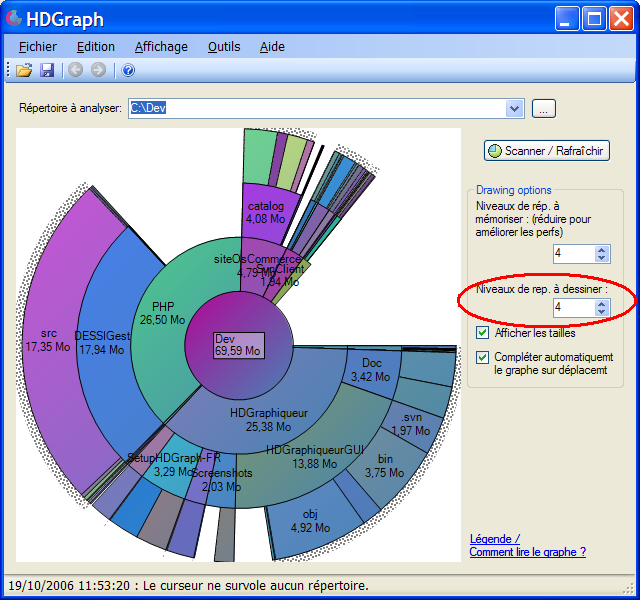 HDGraph
Fichier Edition Affichage Outils Aide
Répertoire à analyser: C:\Dev ...
Scanner / Rafraîchir
Drawing options
Niveaux de rép. à
mémoriser : (réduire pour
améliorer les perfs)
4
Niveaux de rep. à dessiner :
4
Afficher les tailles
Compléter automatiquemt
le graphe sur déplacemt
catalog
4,08 Mo
siteOsCommerce
4,79 Mo
SvnClient
1,94 Mo
PHP
26,50 Mo
src
17,35 Mo
DESSIGest
17,94 Mo
Dev
69,59 Mo
Doc
3,42 Mo
HDGraphiqueur
25,38 Mo
.svn
1,97 Mo
HDGraphiqueurGUI
13,88 Mo
bin
3,75 Mo
SetupHDGraph-FR
3,29 Mo
Screenshots
2,03 Mo
obj
4,92 Mo
Légende /
Comment lire le graphe ?
19/10/2006 11:53:20 : Le curseur ne survole aucun répertoire.